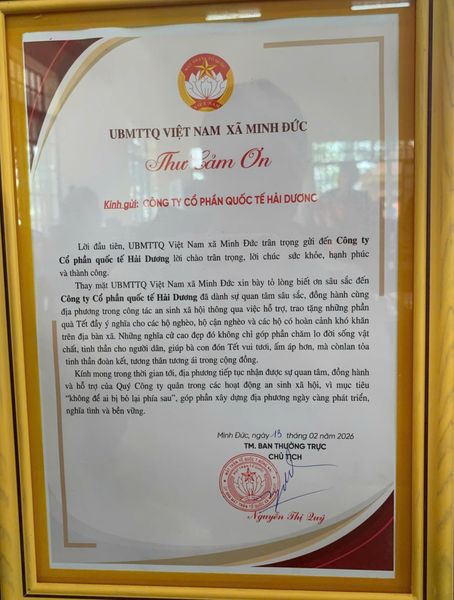 UBMTTQ VIỆT NAM XÃ MINH ĐỨC
Thư Cảm Ơn
Kính gửi: CÔNG TY CỔ PHẦN QUỐC TẾ HẢI DƯƠNG
Lời đầu tiên, UBMTTQ Việt Nam xã Minh Đức trân trọng gửi đến Công ty
Cổ phần quốc tế Hải Dương lời chào trân trọng, lời chúc sức khỏe, hạnh phúc
và thành công.
Thay mặt UBMTTQ Việt Nam xã Minh Đức xin bày tỏ lòng biết ơn sâu sắc đến
Công ty Cổ phần quốc tế Hải Dương đã dành sự quan tâm sâu sắc, đồng hành cùng
địa phương trong công tác an sinh xã hội thông qua việc hỗ trợ, trao tặng những phần
quà Tết đầy ý nghĩa cho các hộ nghèo, hộ cận nghèo và các hộ có hoàn cảnh khó khăn
trên địa bàn xã. Những nghĩa cử cao đẹp đó không chỉ góp phần chăm lo đời sống vật
chất, tinh thần cho người dân, giúp bà con đón Tết vui tươi, ấm áp hơn, mà cònlan tỏa
tinh thần đoàn kết, tương thân tương ái trong cộng đồng.
Kính mong trong thời gian tới, địa phương tiếp tục nhận được sự quan tâm, đồng hành
và hỗ trợ của Quý Công ty quân trong các hoạt động an sinh xã hội, vì mục tiêu
“không để ai bị bỏ lại phía sau”, góp phần xây dựng địa phương ngày càng phát triển,
nghĩa tình và bền vững.
Minh Đức, ngày 13 tháng 02 năm 2026
TM. BAN THƯỜNG TRỰC
CHỦ TỊCH
Nguyễn Thị Quý